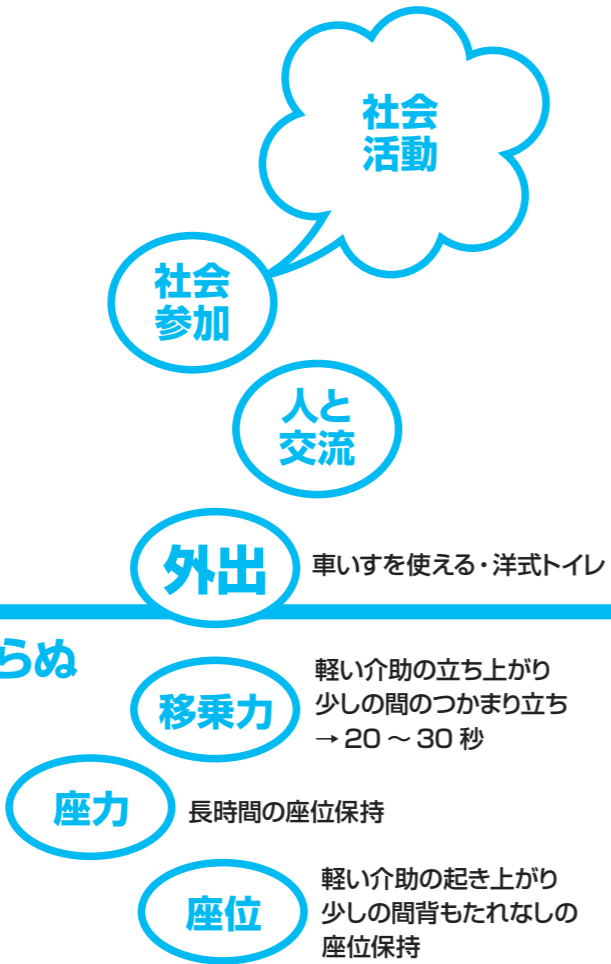 社会
活動
社会
参加
人と
交流
外出
車いすを使える・洋式トイレ
らぬ
移乗力
軽い介助の立ち上がり
少しの間のつかまり立ち
→ 20 ～ 30 秒
座力
長時間の座位保持
座位
軽い介助の起き上がり
少しの間背もたれなしの
座位保持